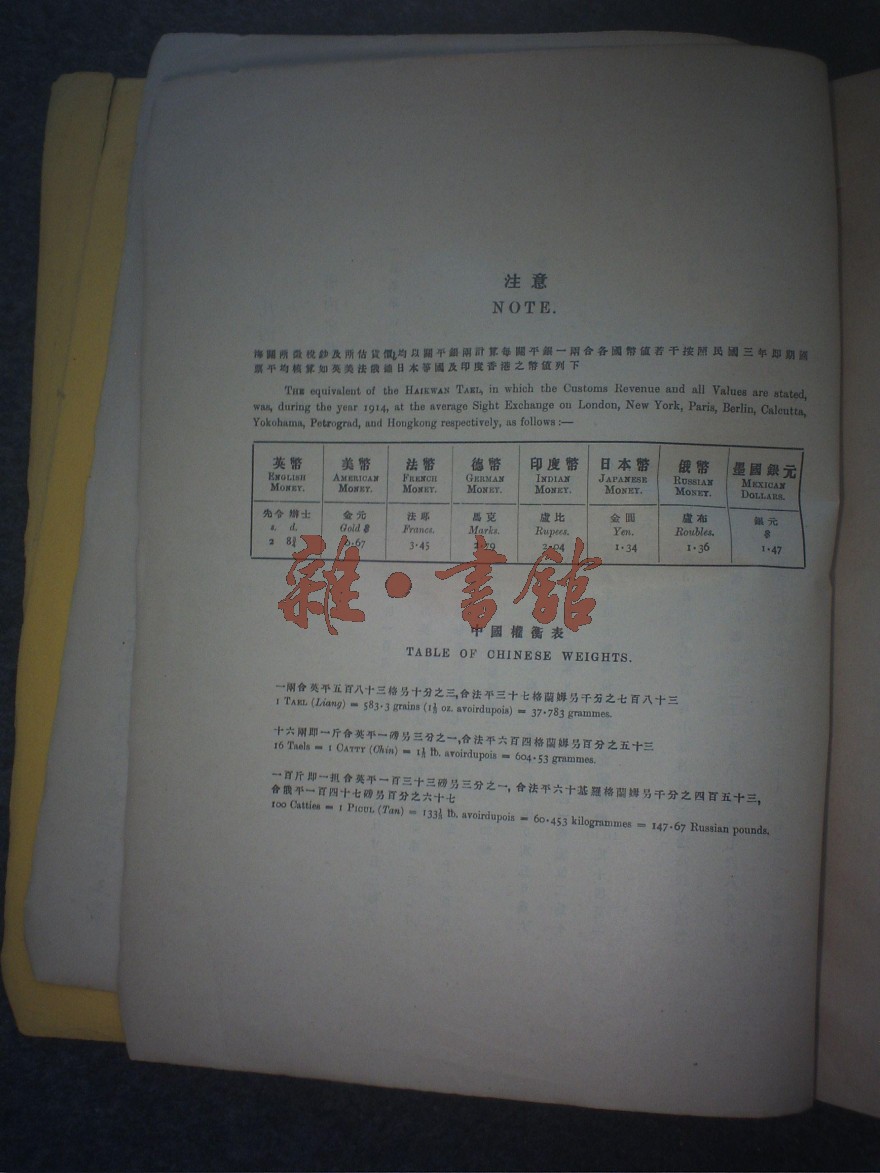 注意
NOTE.
海關所徵稅鈔及所估貨價均以關平銀兩計算每關平銀一兩合各國幣値若干按照民國三年卽期匯
票平均核算如英美法俄德日本等國及印度香港之幣値列下
THE equivalent of the HAIKWAN TAEL, in which the Customs Revenue and all Values are stated,
was, during the year 1914, at the average Sight Exchange on London, New York, Paris, Berlin, Calcutta,
Yokohama, Petrograd, and Hongkong respectively, as follows:—
英幣 美幣 法幣 德幣 印度幣 日本幣 俄幣 墨國銀元
ENGLISH MONEY. AMERICAN MONEY. FRENCH MONEY. GERMAN MONEY. INDIAN MONEY. JAPANESE MONEY. RUSSIAN MONEY. MEXICAN DOLLARS.
先令 辨士 金元 法郎 馬克 盧比 金圓 盧布 銀元
s. d. Gold $ Francs. Marks. Rupees. Yen. Roubles. $
2 8¾ 0·67 3·45 2·79 2·04 1·34 1·36 1·47
雜·書館
中國權衡表
TABLE OF CHINESE WEIGHTS.
一兩合英平五百八十三格另十分之三,合法平三十七格蘭姆另千分之七百八十三
1 TAEL (Liang) = 583·3 grains (1⅓ oz. avoirdupois) = 37·783 grammes.
十六兩卽一斤合英平一磅另三分之一,合法平六百四格蘭姆另百分之五十三
16 Taels = 1 CATTY (Chin) = 1⅓ lb. avoirdupois = 604·53 grammes.
一百斤卽一担合英平一百三十三磅另三分之一,合法平六十基羅格蘭姆另千分之四百五十三,
合俄平一百四十七磅另百分之六十七
100 Catties = 1 PICUL (Tan) = 133⅓ lb. avoirdupois = 60·453 kilogrammes = 147·67 Russian pounds.